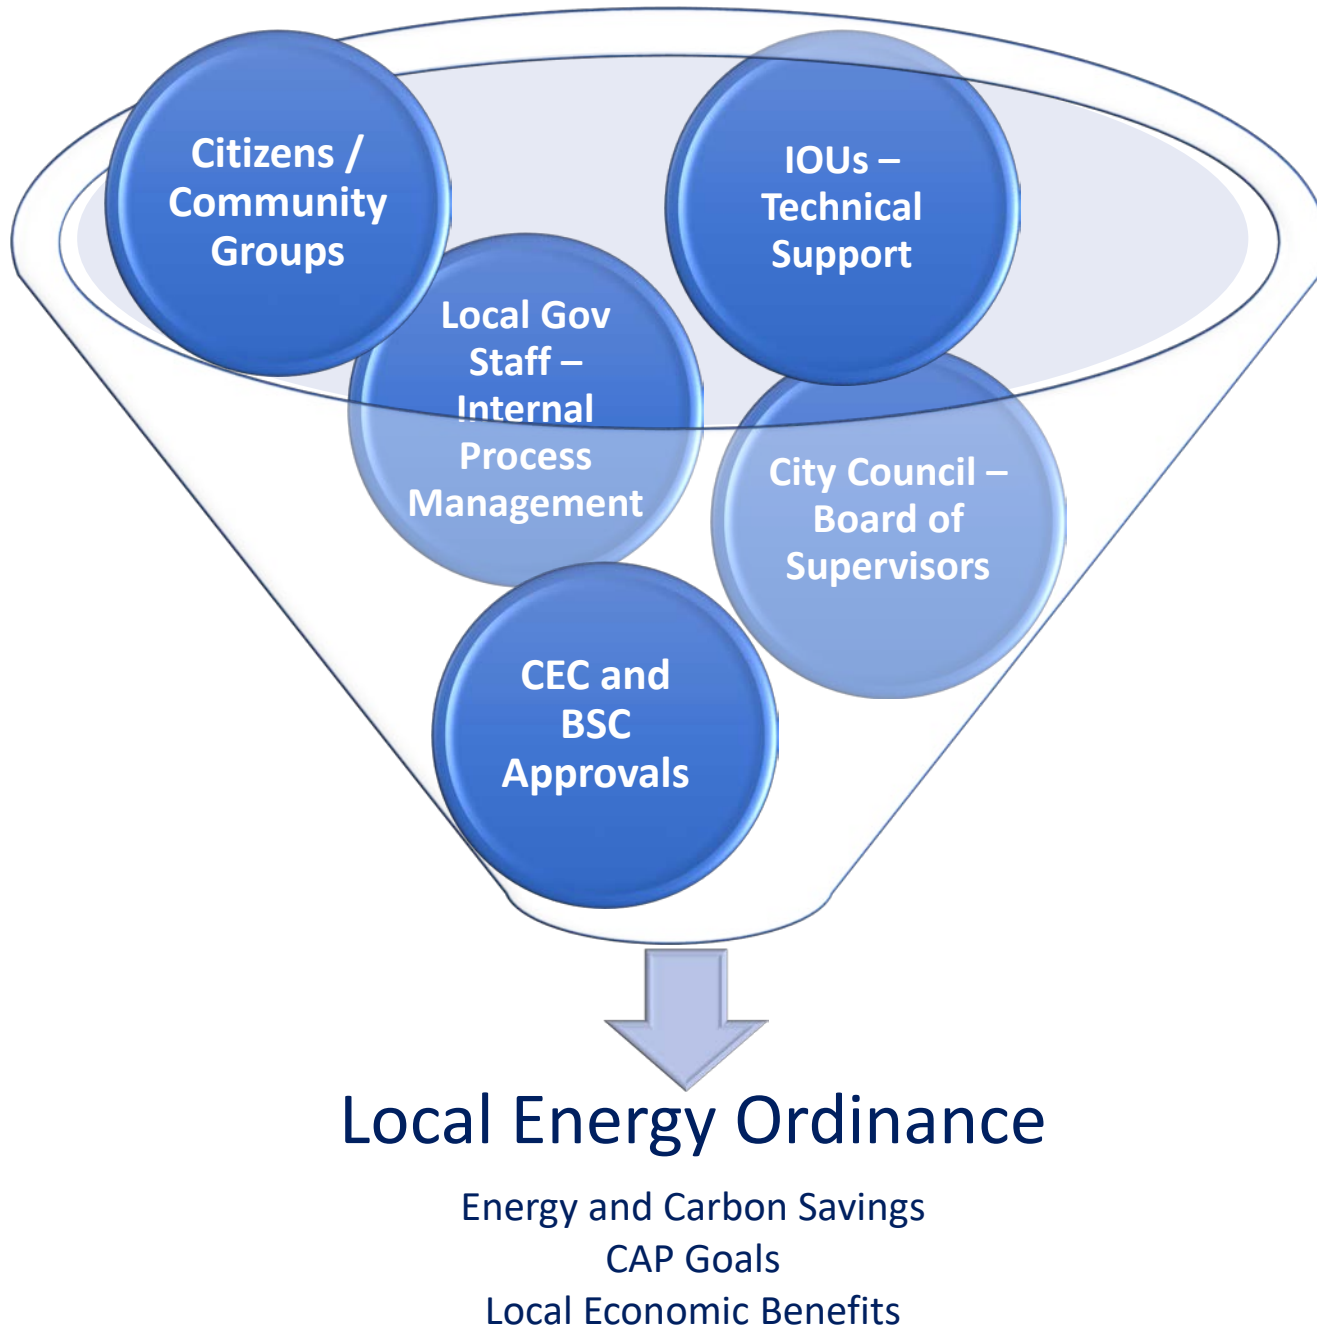 Citizens /
Community
Groups
IOUs –
Technical
Support
Local Gov
Staff –
Internal
Process
Management
City Council –
Board of
Supervisors
CEC and
BSC
Approvals
Local Energy Ordinance
Energy and Carbon Savings
CAP Goals
Local Economic Benefits